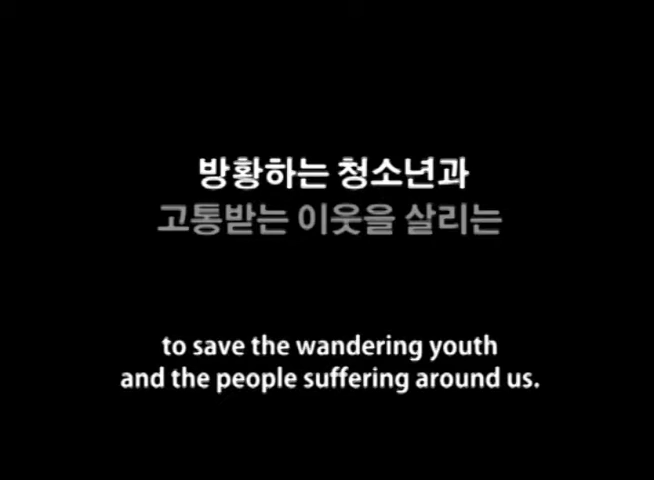 방황하는 청소년과
고통받는 이웃을 살리는
to save the wandering youth
and the people suffering around us.